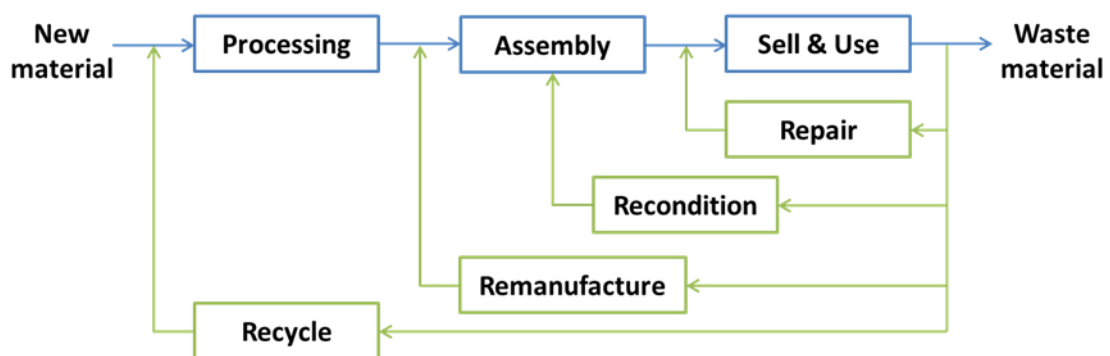 New
material
Processing
Assembly
Sell & Use
Waste
material
Repair
Recondition
Remanufacture
Recycle